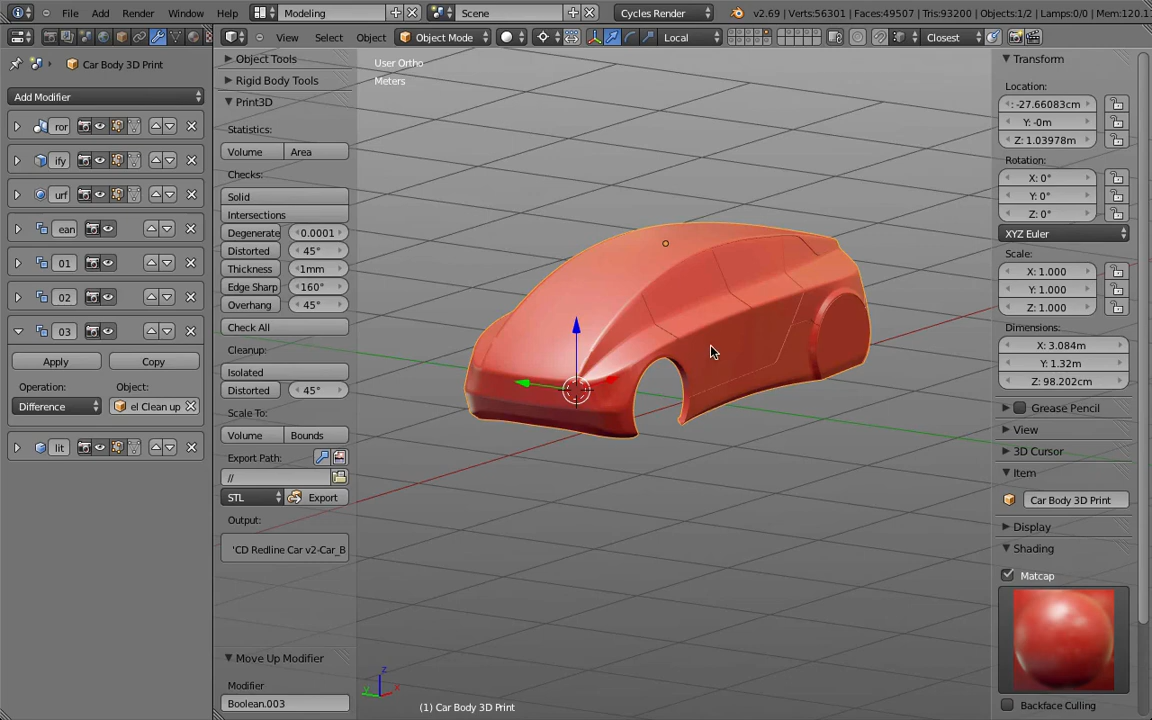 File Add Render Window Help Modeling Scene Cycles Render v2.69 | Verts:56301 | Faces:49507 | Tris:93200 | Objects:1/2 | Lamps:0/0 | Mem:120.1
View Select Object Object Mode Local Closest
Car Body 3D Print
Add Modifier
ror
ify
urf
ean
01
02
03
Apply Copy
Operation: Object:
Difference el Clean up
lit
Object Tools
Rigid Body Tools
Print3D
Statistics:
Volume Area
Checks:
Solid
Intersections
Degenerate 0.0001
Distorted 45°
Thickness 1mm
Edge Sharp 160°
Overhang 45°
Check All
Cleanup:
Isolated
Distorted 45°
Scale To:
Volume Bounds
Export Path:
//
STL Export
Output:
'CD Redline Car v2-Car_B
Move Up Modifier
Modifier
Boolean.003
User Ortho
Meters
z
y x
(1) Car Body 3D Print
Transform
Location:
: -27.66083cm
Y: -0m
Z: 1.03978m
Rotation:
X: 0°
Y: 0°
Z: 0°
XYZ Euler
Scale:
X: 1.000
Y: 1.000
Z: 1.000
Dimensions:
X: 3.084m
Y: 1.32m
Z: 98.202cm
Grease Pencil
View
3D Cursor
Item
Car Body 3D Print
Display
Shading
Matcap
Backface Culling